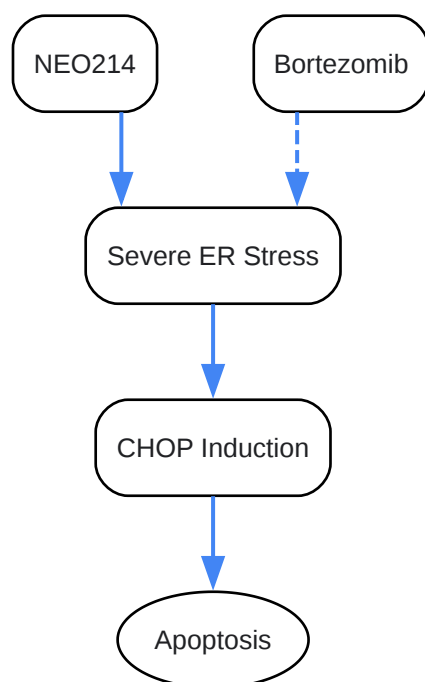 NEO214
Bortezomib
Severe ER Stress
CHOP Induction
Apoptosis